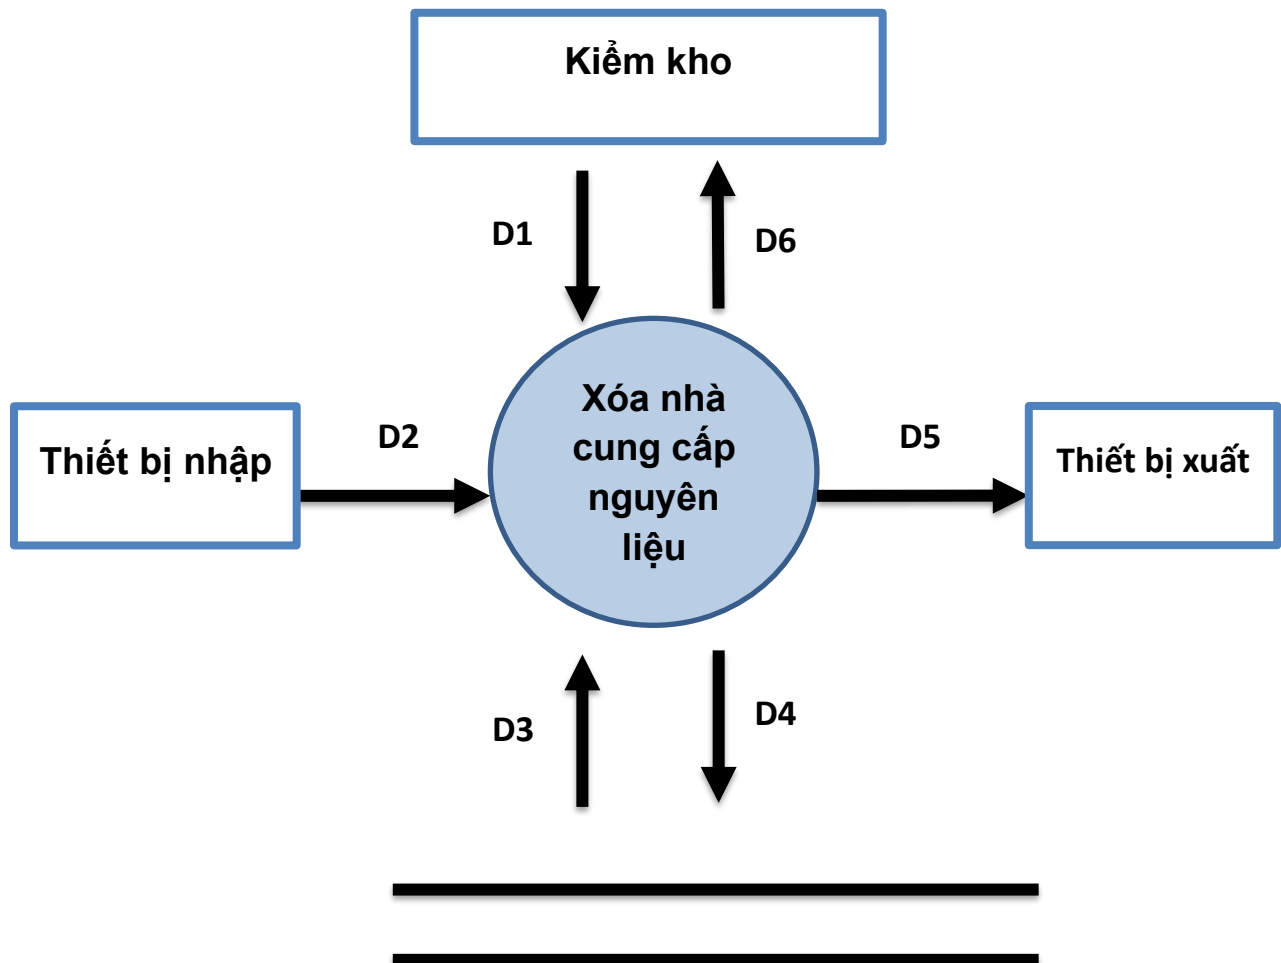 Kiểm kho
D1
D6
Xóa nhà
cung cấp
nguyên
liệu
Thiết bị nhập
D2
D5
Thiết bị xuất
D3
D4